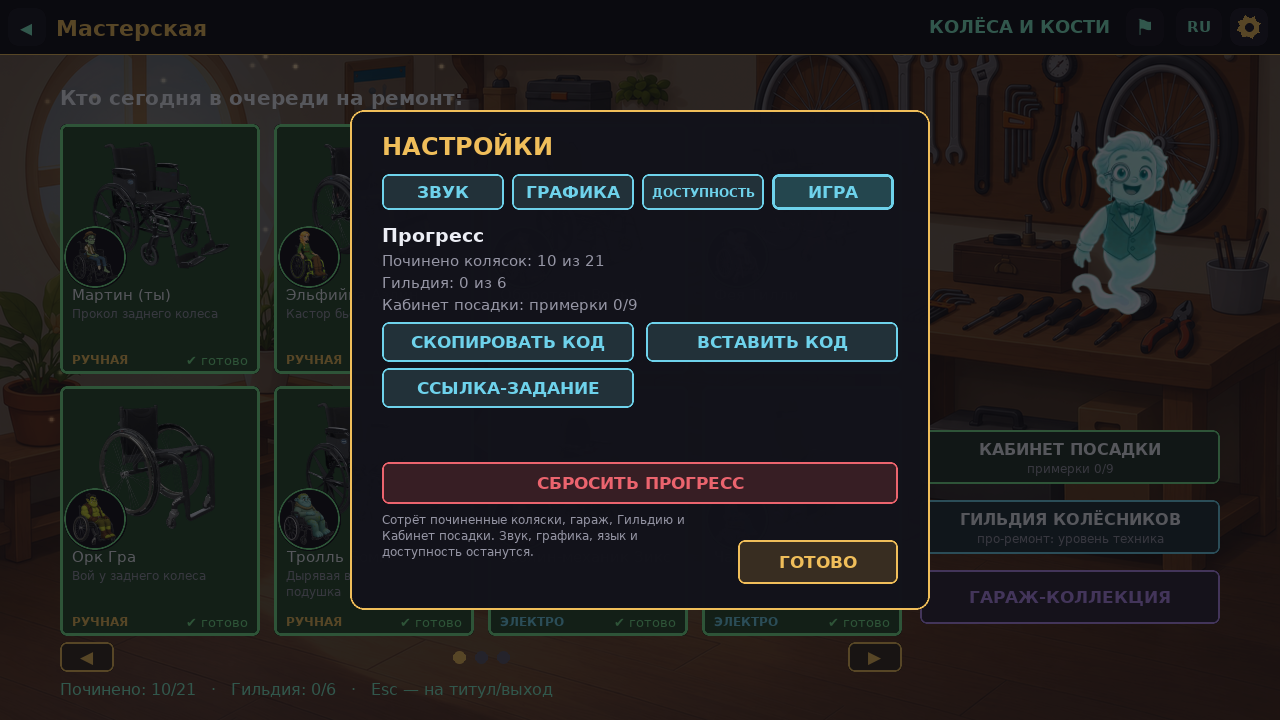 Мастерская
КОЛЁСА И КОСТИ
RU
Кто сегодня в очереди на ремонт:
НАСТРОЙКИ
ЗВУК
ГРАФИКА
ДОСТУПНОСТЬ
ИГРА
Прогресс
Починено колясок: 10 из 21
Гильдия: 0 из 6
Кабинет посадки: примерки 0/9
СКОПИРОВАТЬ КОД
ВСТАВИТЬ КОД
ССЫЛКА-ЗАДАНИЕ
СБРОСИТЬ ПРОГРЕСС
Сотрёт починенные коляски, гараж, Гильдию и
Кабинет посадки. Звук, графика, язык и
доступность останутся.
ГОТОВО
Мартин (ты)
Прокол заднего колеса
РУЧНАЯ
✔ готово
Кастор
РУЧНАЯ
Орк Гра
Вой у заднего колеса
РУЧНАЯ
✔ готово
Тролль
Дырявая
подушка
РУЧНАЯ
✔ готово
ЭЛЕКТРО
✔ готово
ЭЛЕКТРО
✔ готово
КАБИНЕТ ПОСАДКИ
примерки 0/9
ГИЛЬДИЯ КОЛЁСНИКОВ
про-ремонт: уровень техника
ГАРАЖ-КОЛЛЕКЦИЯ
Починено: 10/21 · Гильдия: 0/6 · Esc — на титул/выход